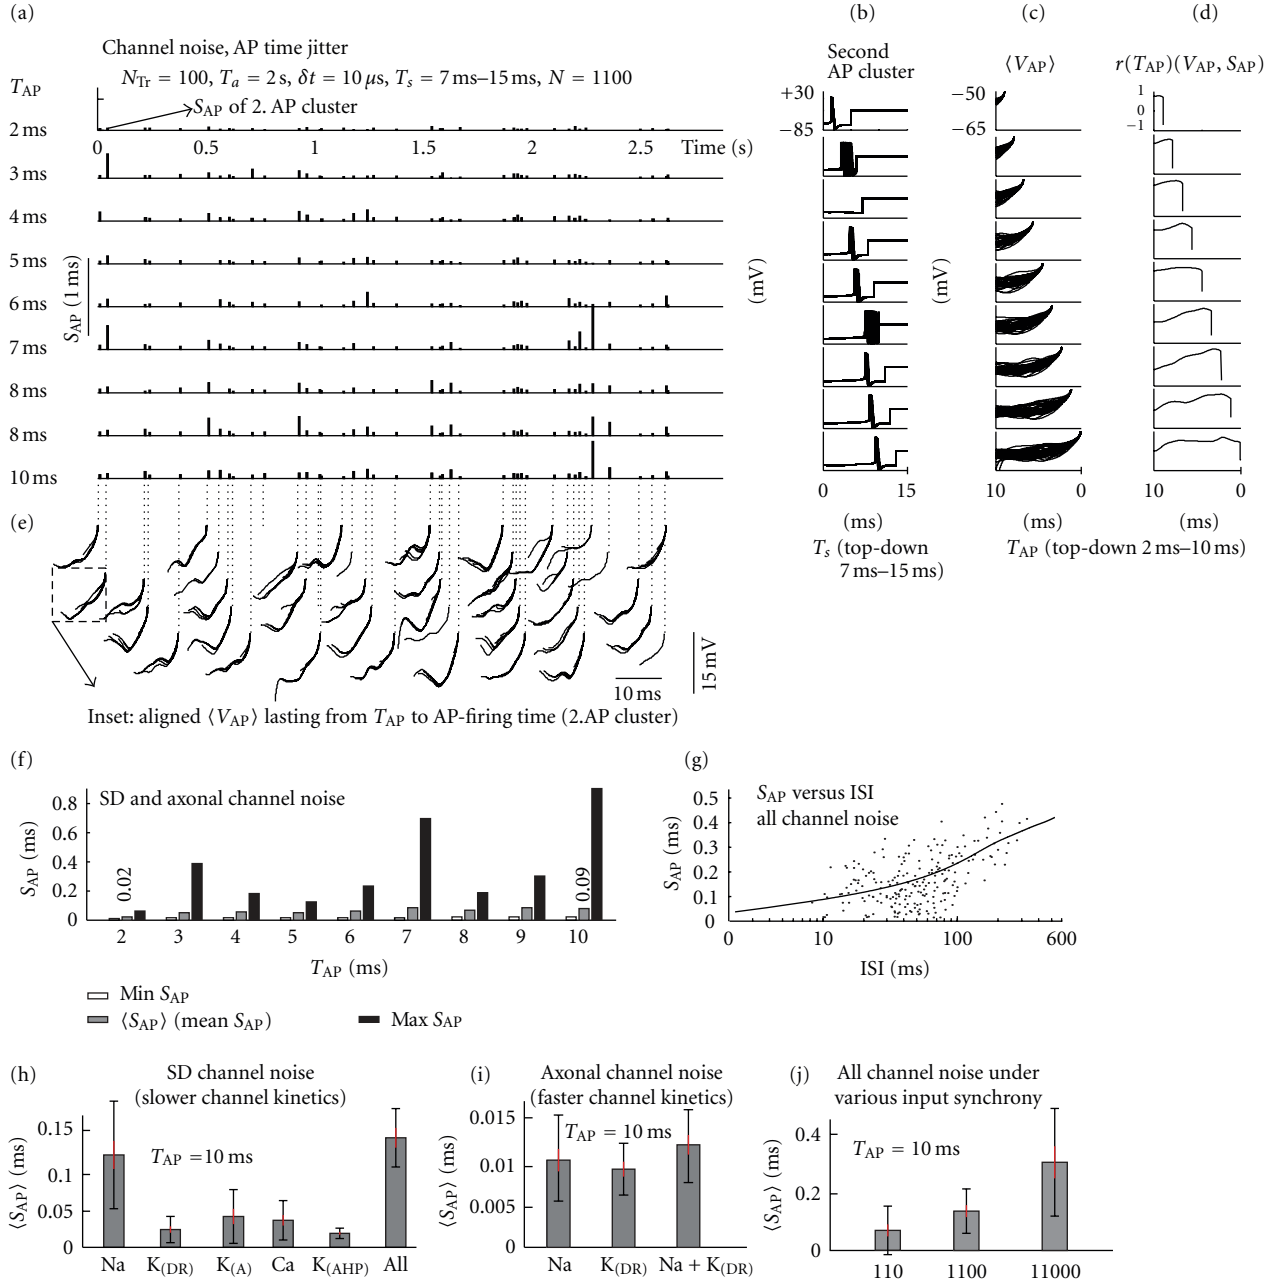 (a)
Channel noise, AP time jitter
N_Tr = 100, T_a = 2 s, δt = 10 μs, T_s = 7 ms–15 ms, N = 1100
T_AP
S_AP of 2. AP cluster
2 ms
0 0.5 1 1.5 2 2.5 Time (s)
3 ms
4 ms
5 ms
6 ms
7 ms
8 ms
8 ms
10 ms
S_AP (1 ms)
(b)
Second
AP cluster
+30
−85
(mV)
0 15
(ms)
T_s (top-down
7 ms–15 ms)
(c)
⟨V_AP⟩
−50
−65
(mV)
10 0
(ms)
(d)
r(T_AP)(V_AP, S_AP)
1
0
−1
10 0
(ms)
T_AP (top-down 2 ms–10 ms)
(e)
10 ms
15 mV
Inset: aligned ⟨V_AP⟩ lasting from T_AP to AP-firing time (2.AP cluster)
(f)
SD and axonal channel noise
S_AP (ms)
0.8
0.6
0.4
0.2
0
0.02
0.09
2 3 4 5 6 7 8 9 10
T_AP (ms)
Min S_AP
⟨S_AP⟩ (mean S_AP)
Max S_AP
(g)
S_AP versus ISI
all channel noise
S_AP (ms)
0.5
0.4
0.3
0.2
0.1
0
0 10 100 600
ISI (ms)
(h)
SD channel noise
(slower channel kinetics)
T_AP = 10 ms
⟨S_AP⟩ (ms)
0.15
0.1
0.05
0
Na K_(DR) K_(A) Ca K_(AHP) All
(i)
Axonal channel noise
(faster channel kinetics)
T_AP = 10 ms
⟨S_AP⟩ (ms)
0.015
0.01
0.005
0
Na K_(DR) Na + K_(DR)
(j)
All channel noise under
various input synchrony
T_AP = 10 ms
⟨S_AP⟩ (ms)
0.4
0.2
0
110 1100 11000